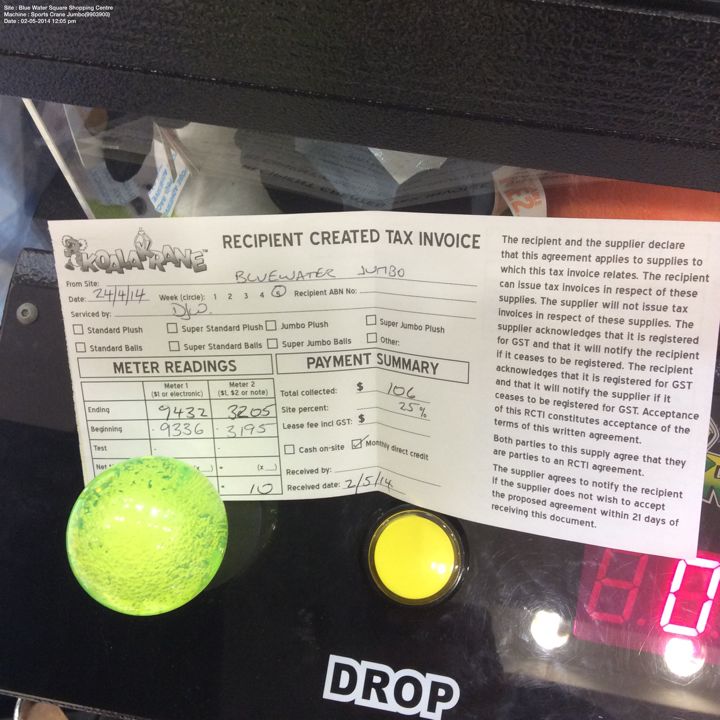 Site : Blue Water Square Shopping Centre
Machine : Sports Crane Jumbo(9903900)
Date : 02-05-2014 12:05 pm
KOALA KRANE™
RECIPIENT CREATED TAX INVOICE
From Site: BLUEWATER JUMBO
Date: 24/4/14 Week (circle): 1 2 3 4 5 Recipient ABN No:
Serviced by:
Standard Plush Super Standard Plush Jumbo Plush Super Jumbo Plush
Standard Balls Super Standard Balls Super Jumbo Balls Other:
METER READINGS
Meter 1 Meter 2
($1 or electronic) ($1, $2 or note)
Ending 9432 3205
Beginning 9336 3195
Test - -
Net (x ) = (x )
= 10
PAYMENT SUMMARY
Total collected: $ 106
Site percent: 25%
Lease fee incl GST: $
Cash on-site Monthly direct credit
Received by:
Received date: 2/5/14
The recipient and the supplier declare
that this agreement applies to supplies to
which this tax invoice relates. The recipient
can issue tax invoices in respect of these
supplies. The supplier will not issue tax
invoices in respect of these supplies. The
supplier acknowledges that it is registered
for GST and that it will notify the recipient
if it ceases to be registered. The recipient
acknowledges that it is registered for GST
and that it will notify the supplier if it
ceases to be registered for GST. Acceptance
of this RCTI constitutes acceptance of the
terms of this written agreement.
Both parties to this supply agree that they
are parties to an RCTI agreement.
The supplier agrees to notify the recipient
if the supplier does not wish to accept
the proposed agreement within 21 days of
receiving this document.
0
DROP